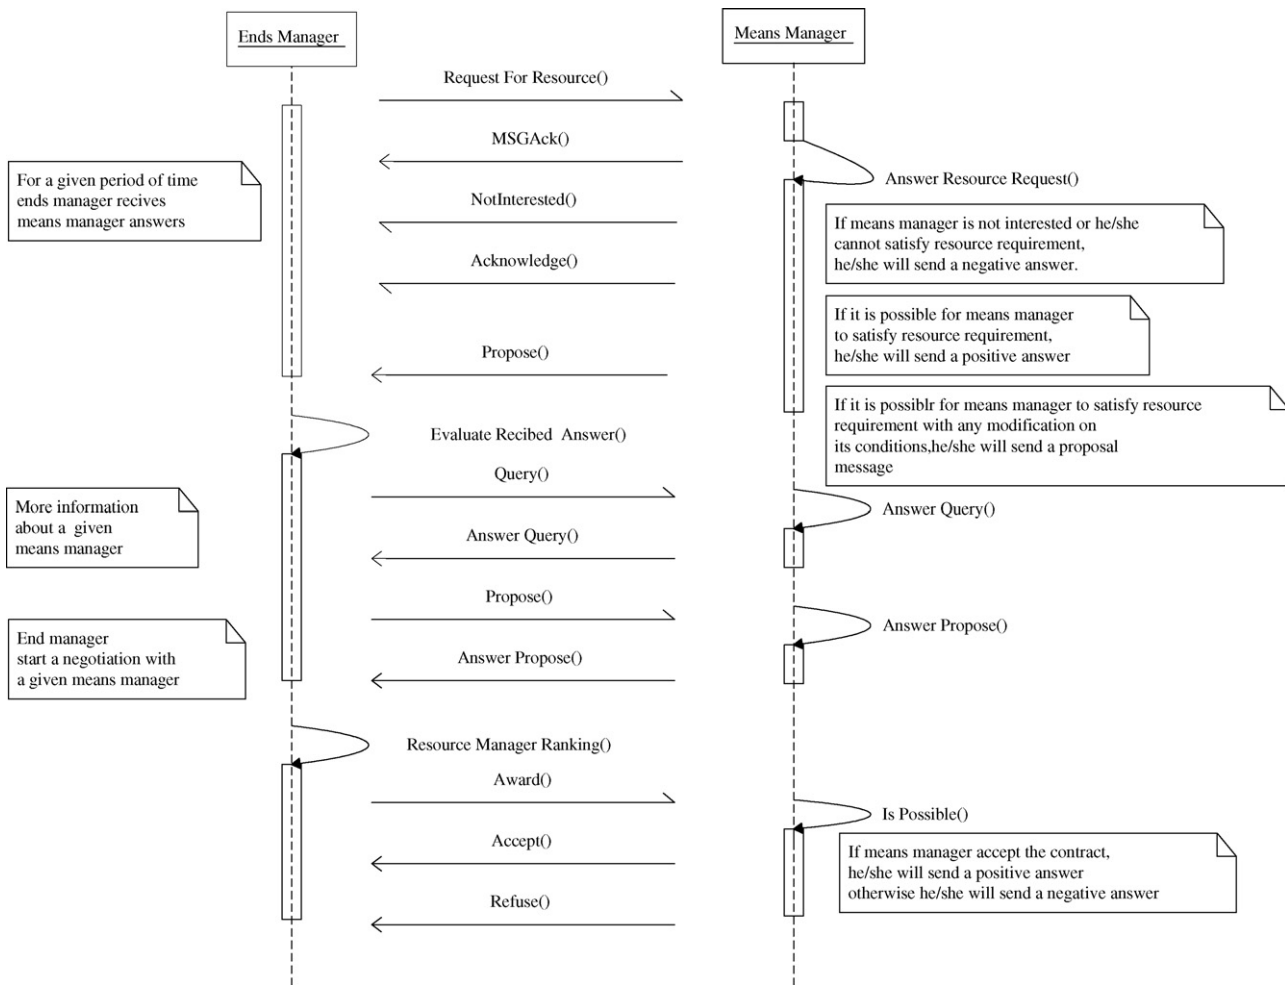 Ends Manager
Means Manager
Request For Resource()
MSGAck()
Answer Resource Request()
For a given period of time
ends manager recives
means manager answers
NotInterested()
If means manager is not interested or he/she
cannot satisfy resource requirement,
he/she will send a negative answer.
Acknowledge()
If it is possible for means manager
to satisfy resource requirement,
he/she will send a positive answer
Propose()
If it is possiblr for means manager to satisfy resource
requirement with any modification on
its conditions,he/she will send a proposal
message
Evaluate Recibed Answer()
Query()
More information
about a given
means manager
Answer Query()
Answer Query()
Propose()
Answer Propose()
End manager
start a negotiation with
a given means manager
Answer Propose()
Resource Manager Ranking()
Award()
Is Possible()
Accept()
If means manager accept the contract,
he/she will send a positive answer
otherwise he/she will send a negative answer
Refuse()